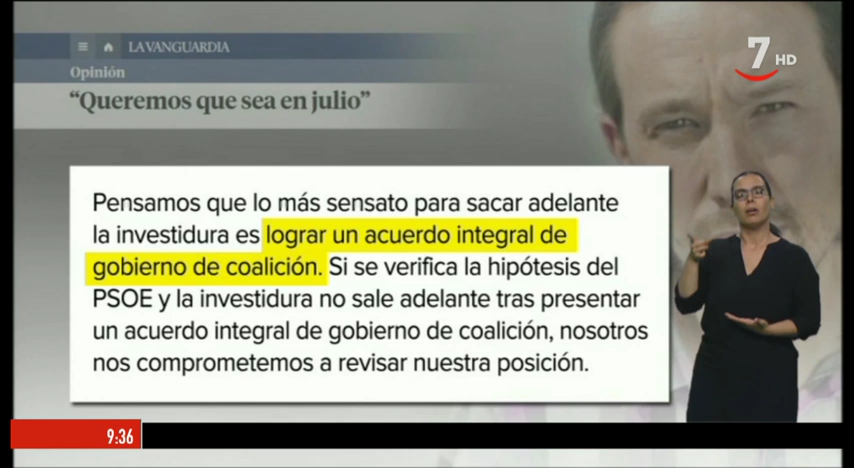 LA VANGUARDIA
7 HD
Opinión
“Queremos que sea en julio”
Pensamos que lo más sensato para sacar adelante
la investidura es lograr un acuerdo integral de
gobierno de coalición. Si se verifica la hipótesis del
PSOE y la investidura no sale adelante tras presentar
un acuerdo integral de gobierno de coalición, nosotros
nos comprometemos a revisar nuestra posición.
9:36